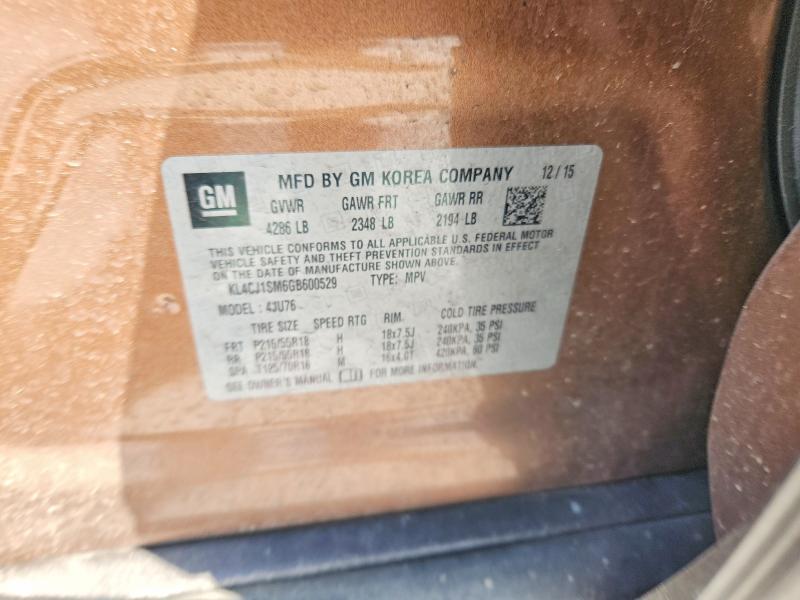 GM
MFD BY GM KOREA COMPANY 12/15
GVWR GAWR FRT GAWR RR
4286 LB 2348 LB 2194 LB
THIS VEHICLE CONFORMS TO ALL APPLICABLE U.S. FEDERAL MOTOR
VEHICLE SAFETY AND THEFT PREVENTION STANDARDS IN EFFECT
ON THE DATE OF MANUFACTURE SHOWN ABOVE.
KL4CJ1SM6GB600529 TYPE: MPV
MODEL: 4JU76
TIRE SIZE SPEED RTG RIM COLD TIRE PRESSURE
FRT P215/55R18 H 18x7.5J 240KPA, 35 PSI
RR P215/55R18 H 18x7.5J 240KPA, 35 PSI
SPA T125/70R16 M 16x4.0T 420KPA, 60 PSI
SEE OWNER'S MANUAL FOR MORE INFORMATION.